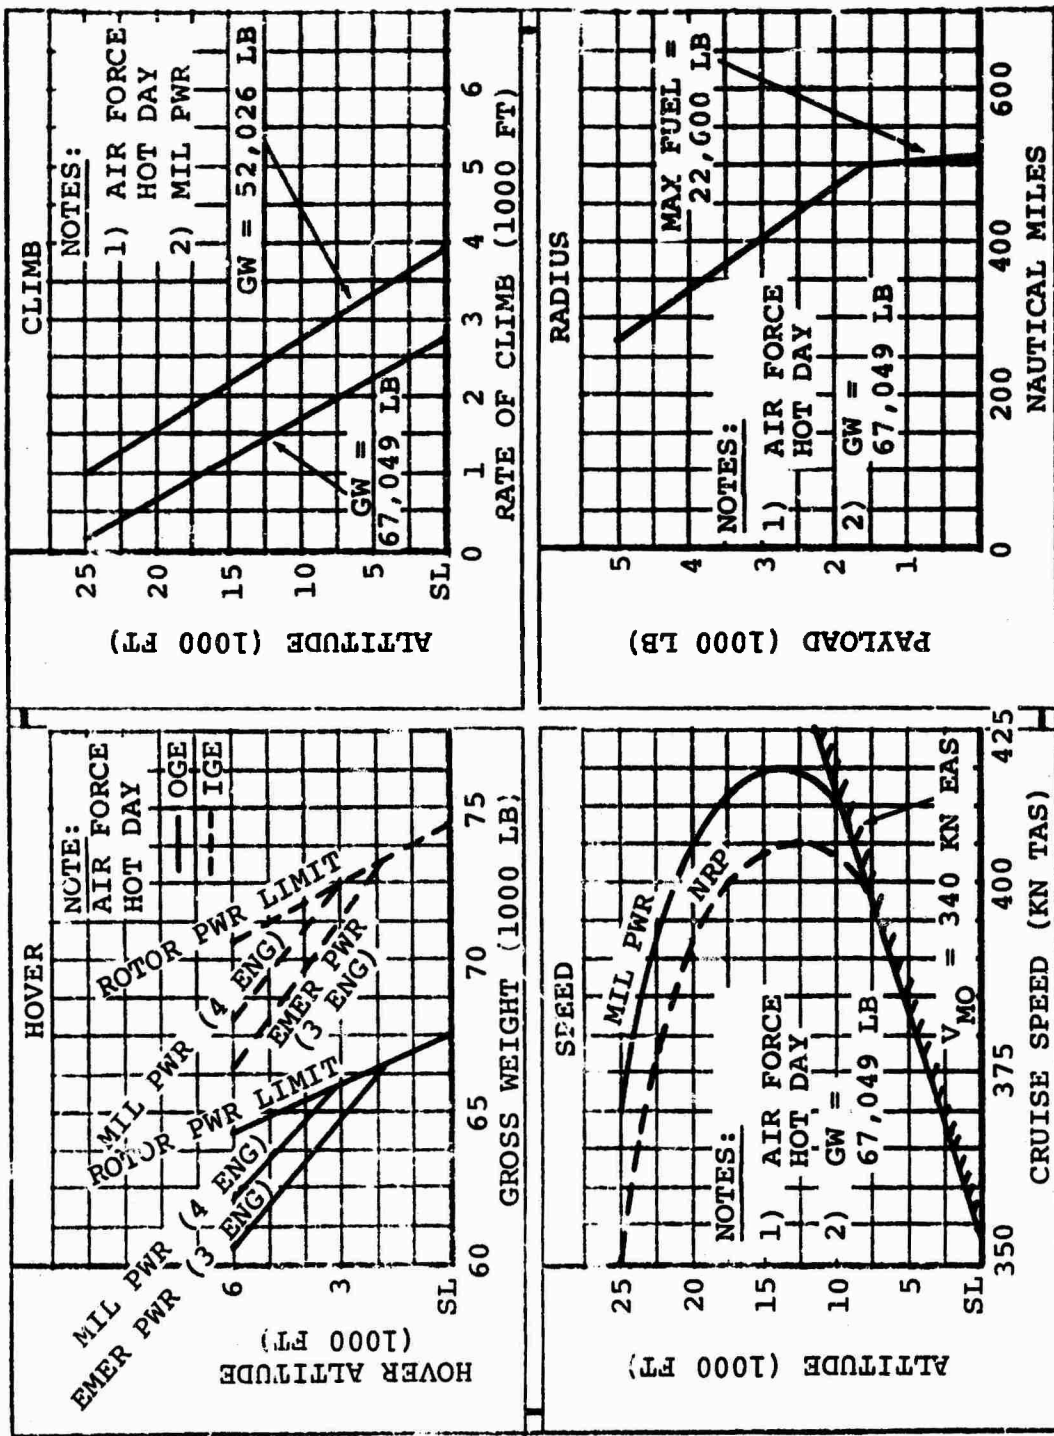 HOVER
NOTE:
AIR FORCE
HOT DAY
OGE
IGE
ROTOR PWR LIMIT
MIL PWR (4 ENG)
EMER PWR
(3 ENG)
ROTOR PWR LIMIT
MIL PWR (4 ENG)
EMER PWR (3 ENG)
HOVER ALTITUDE
(1000 FT)
6
3
SL
60 65 70 75
GROSS WEIGHT (1000 LB)
CLIMB
NOTES:
1) AIR FORCE
HOT DAY
2) MIL PWR
GW = 52,026 LB
GW =
67,049 LB
ALTITUDE (1000 FT)
25
20
15
10
5
SL
0 1 2 3 4 5 6
RATE OF CLIMB (1000 FT)
SPEED
MIL PWR
NRP
NOTES:
1) AIR FORCE
HOT DAY
2) GW =
67,049 LB
VMO = 340 KN EAS
ALTITUDE (1000 FT)
25
20
15
10
5
SL
350 375 400 425
CRUISE SPEED (KN TAS)
RADIUS
MAX FUEL =
22,600 LB
NOTES:
1) AIR FORCE
HOT DAY
2) GW =
67,049 LB
PAYLOAD (1000 LB)
5
4
3
2
1
0 200 400 600
NAUTICAL MILES